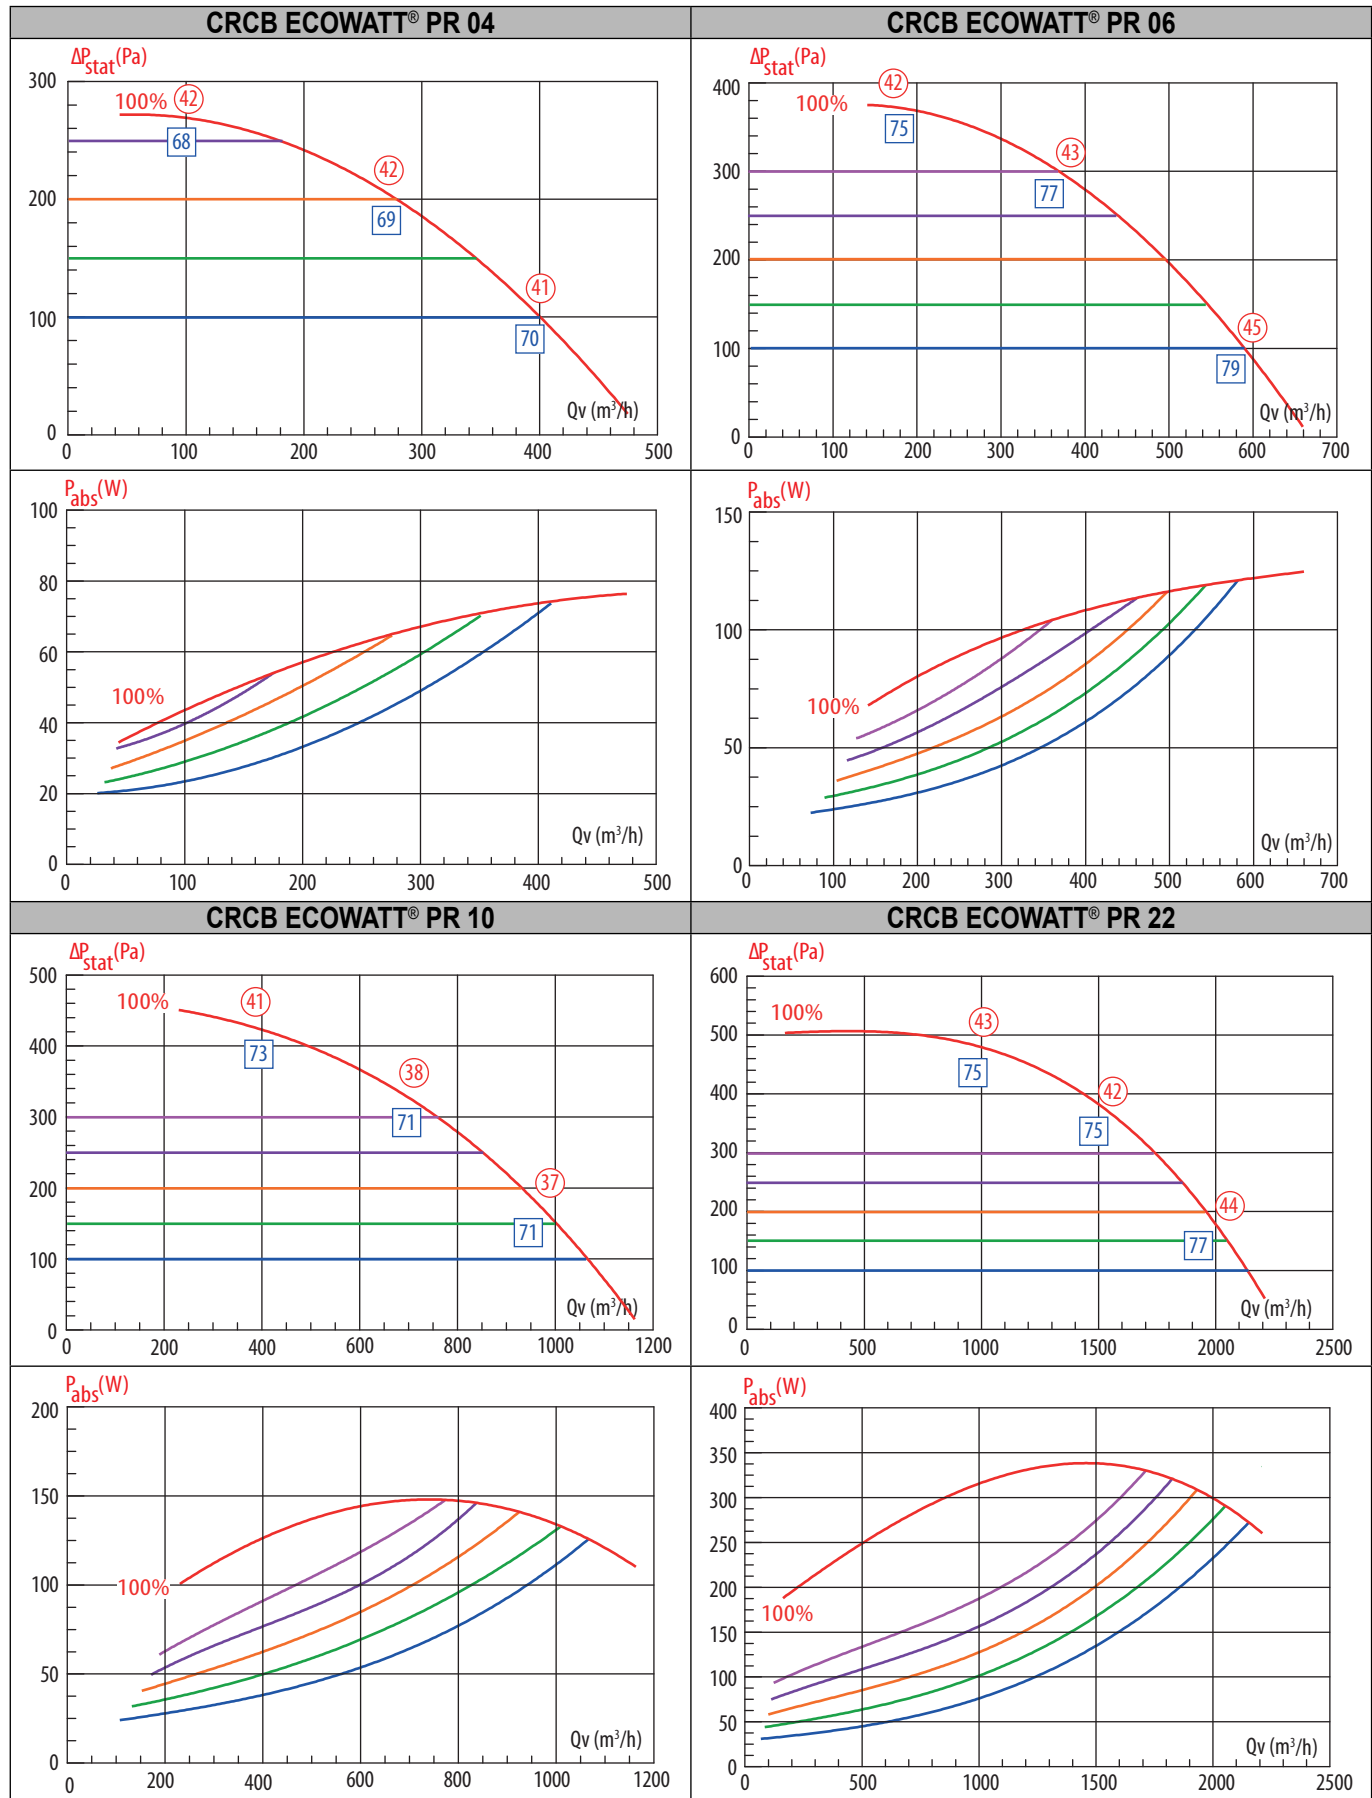 CRCB ECOWATT® PR 04
ΔPstat(Pa)
300
200
100
0
100%
42
68
42
69
41
70
Qv (m³/h)
0 100 200 300 400 500
Pabs(W)
100
80
60
40
20
0
100%
Qv (m³/h)
0 100 200 300 400 500
CRCB ECOWATT® PR 06
ΔPstat(Pa)
400
300
200
100
0
100%
42
75
43
77
45
79
Qv (m³/h)
0 100 200 300 400 500 600 700
Pabs(W)
150
100
50
0
100%
Qv (m³/h)
0 100 200 300 400 500 600 700
CRCB ECOWATT® PR 10
ΔPstat(Pa)
500
400
300
200
100
0
100%
41
73
38
71
37
71
Qv (m³/h)
0 200 400 600 800 1000 1200
Pabs(W)
200
150
100
50
0
100%
Qv (m³/h)
0 200 400 600 800 1000 1200
CRCB ECOWATT® PR 22
ΔPstat(Pa)
600
500
400
300
200
100
0
100%
43
75
42
75
44
77
Qv (m³/h)
0 500 1000 1500 2000 2500
Pabs(W)
400
350
300
250
200
150
100
50
0
100%
Qv (m³/h)
0 500 1000 1500 2000 2500